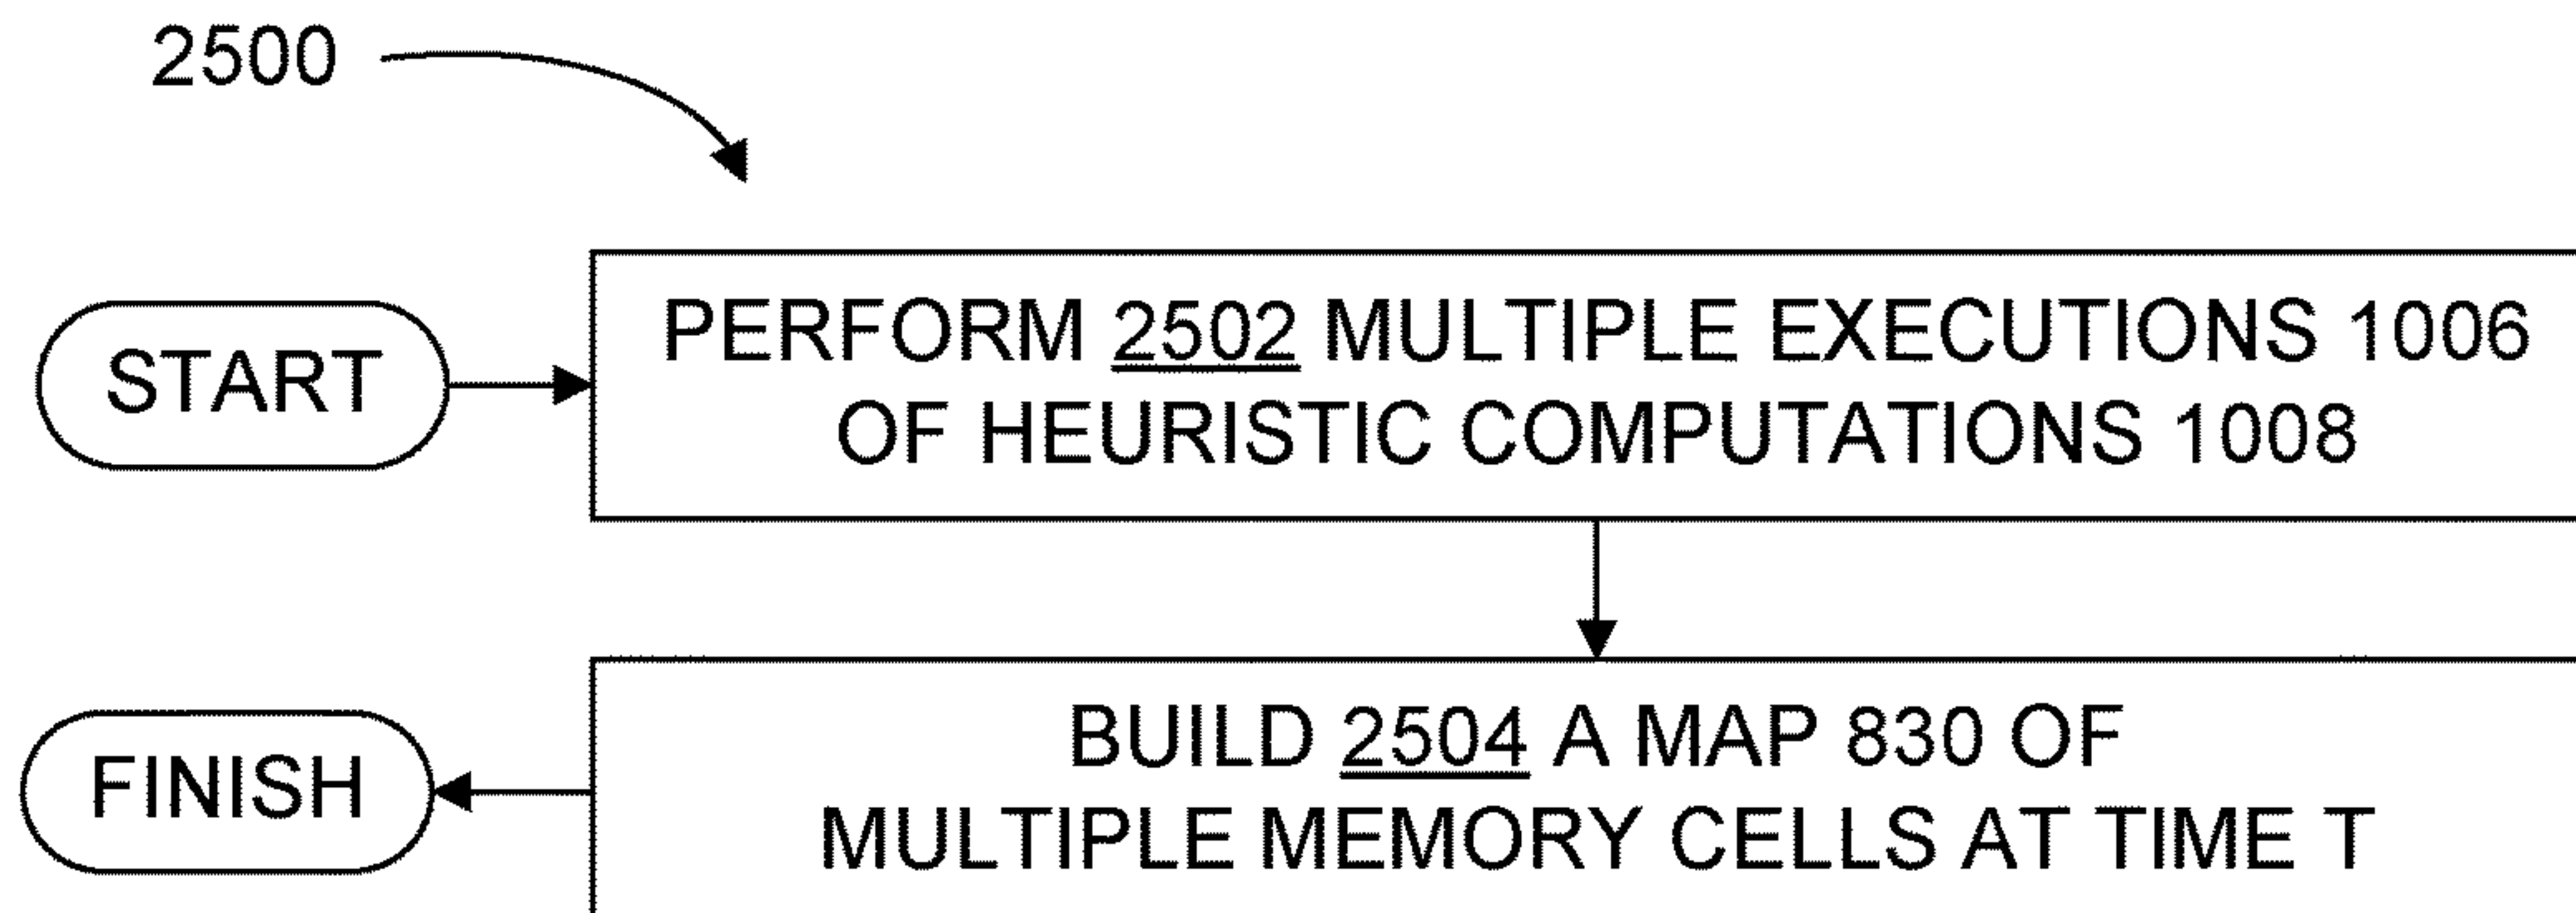 2500
START
PERFORM 2502 MULTIPLE EXECUTIONS 1006
OF HEURISTIC COMPUTATIONS 1008
BUILD 2504 A MAP 830 OF
MULTIPLE MEMORY CELLS AT TIME T
FINISH